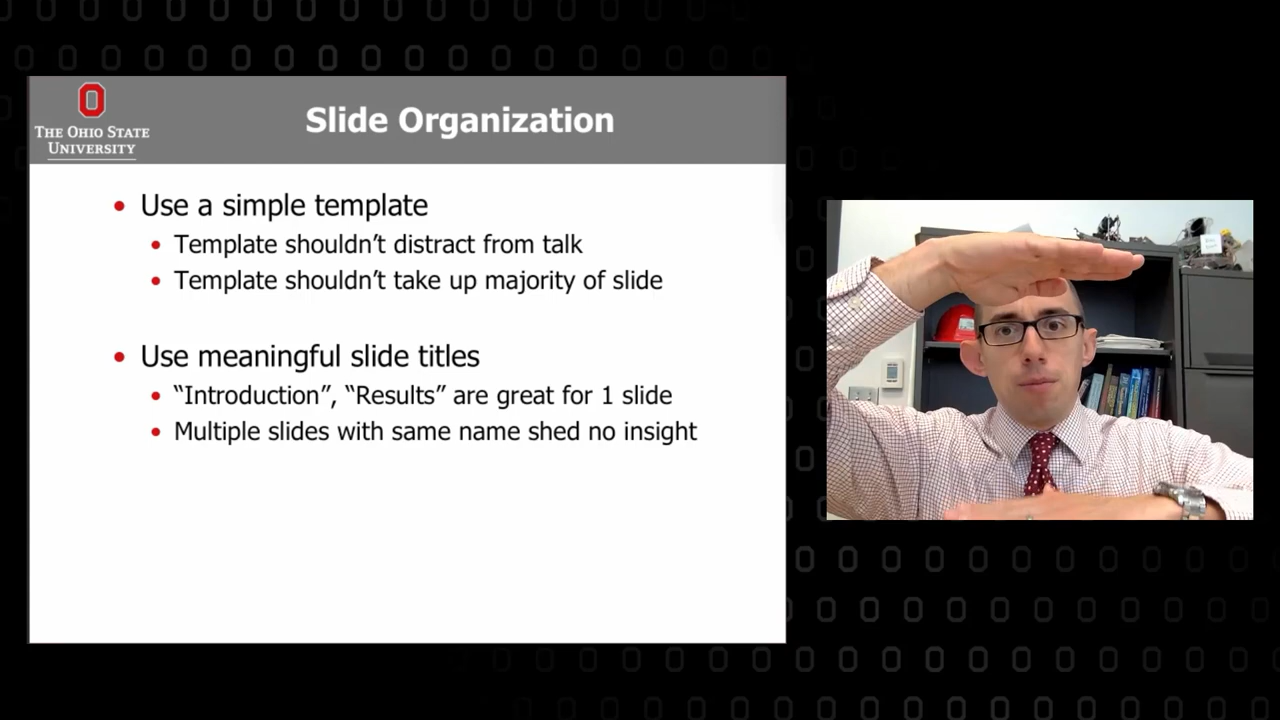 THE OHIO STATE
UNIVERSITY
Slide Organization
• Use a simple template
• Template shouldn’t distract from talk
• Template shouldn’t take up majority of slide
• Use meaningful slide titles
• “Introduction”, “Results” are great for 1 slide
• Multiple slides with same name shed no insight